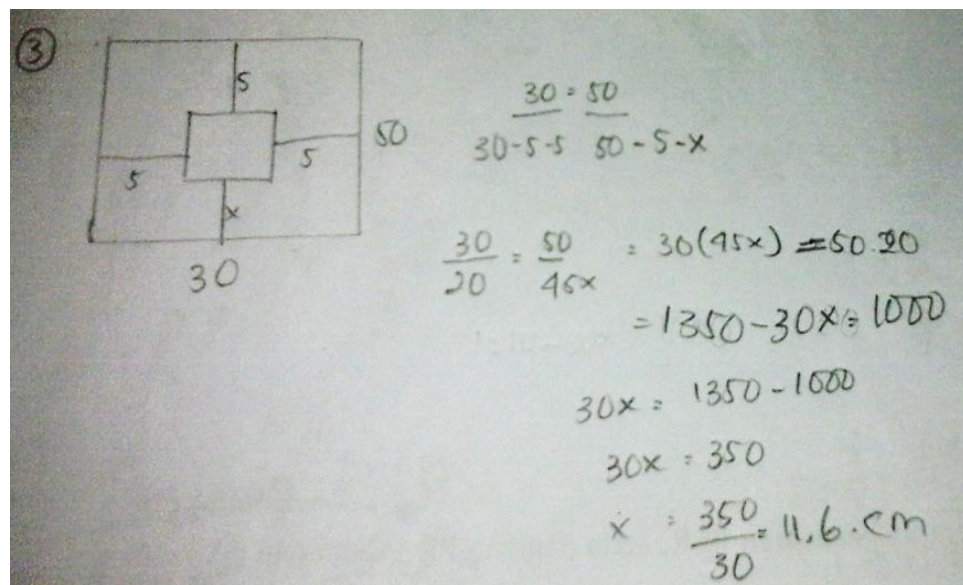 3
5
50
5
5
x
30
30 = 50
30-5-5 50-5-x
30 = 50 = 30(45x) = 50.20
20 45x
= 1350-30x = 1000
30x = 1350-1000
30x = 350
x = 350 = 11,6.cm
30